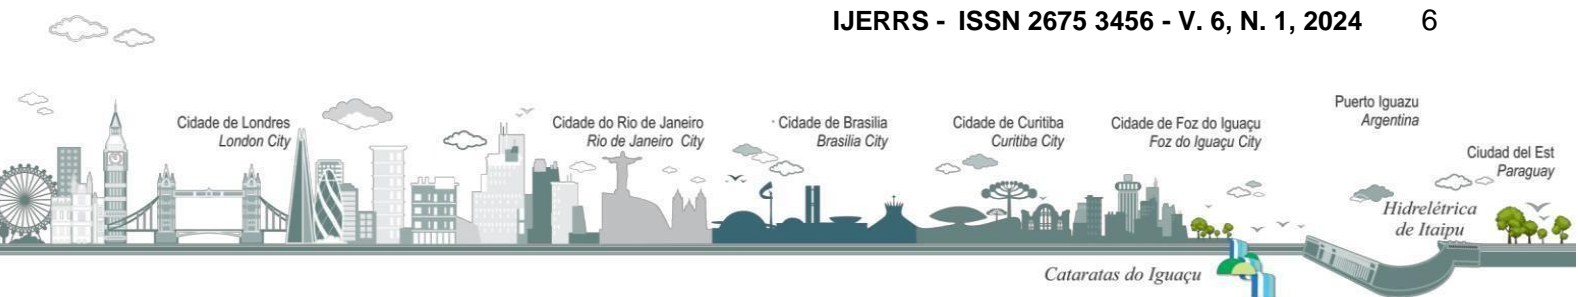 IJERRS - ISSN 2675 3456 - V. 6, N. 1, 2024 6
Cidade de Londres
London City
Cidade do Rio de Janeiro
Rio de Janeiro City
Cidade de Brasilia
Brasilia City
Cidade de Curitiba
Curitiba City
Cidade de Foz do Iguaçu
Foz do Iguaçu City
Puerto Iguazu
Argentina
Ciudad del Est
Paraguay
Hidrelétrica
de Itaipu
Cataratas do Iguaçu